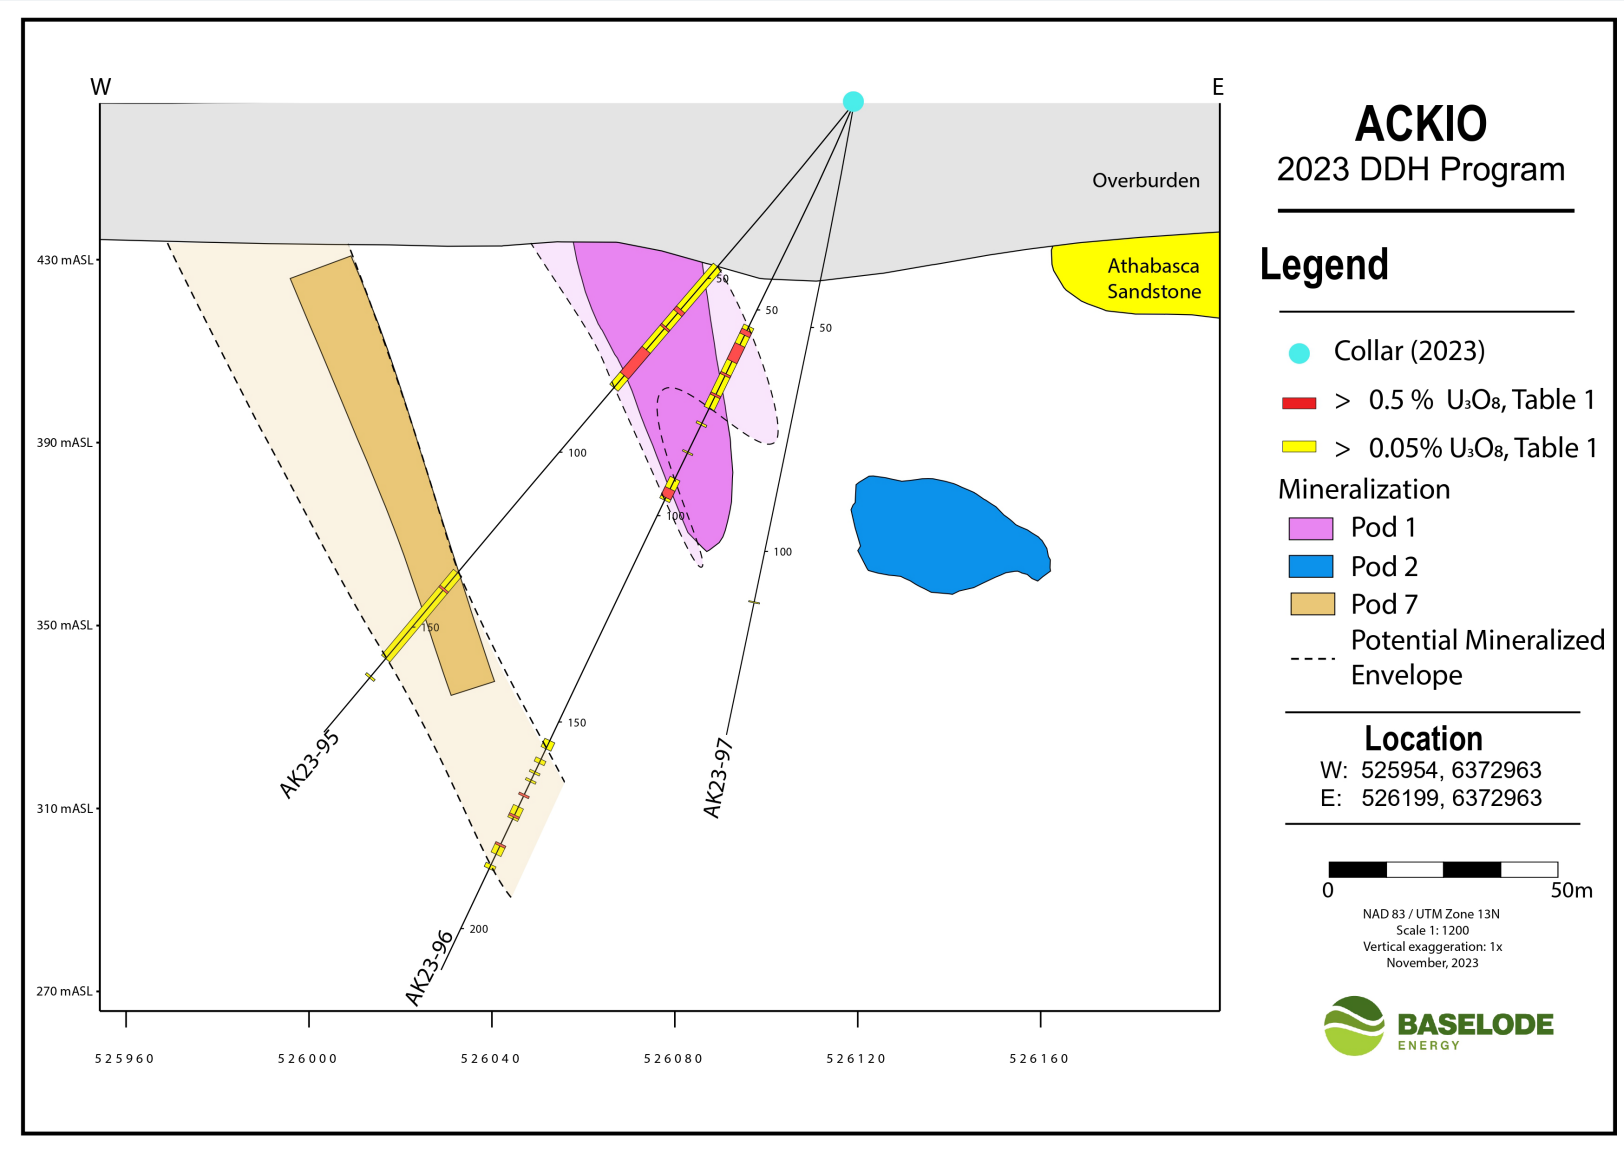 W
E
Overburden
430 mASL
Athabasca
Sandstone
50
50
50
390 mASL
100
100
100
350 mASL
150
150
310 mASL
200
270 mASL
AK23-95
AK23-96
AK23-97
525960
526000
526040
526080
526120
526160
ACKIO
2023 DDH Program
Legend
Collar (2023)
> 0.5 % U₃O₈, Table 1
> 0.05% U₃O₈, Table 1
Mineralization
Pod 1
Pod 2
Pod 7
Potential Mineralized
Envelope
Location
W: 525954, 6372963
E: 526199, 6372963
0 50m
NAD 83 / UTM Zone 13N
Scale 1: 1200
Vertical exaggeration: 1x
November, 2023
BASELODE
ENERGY